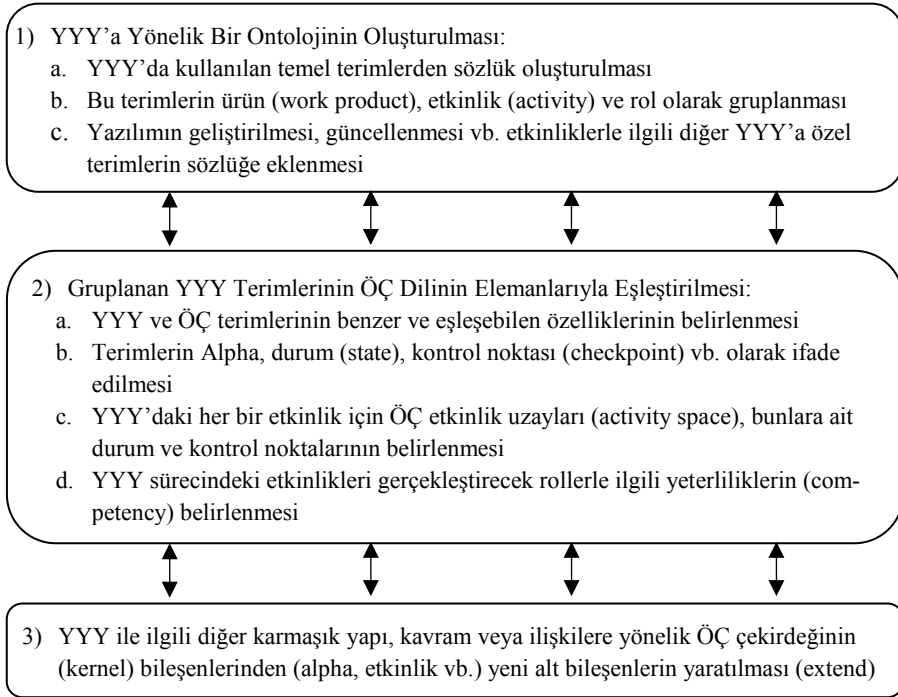 1) YYY’a Yönelik Bir Ontolojinin Oluşturulması:
a. YYY’da kullanılan temel terimlerden sözlük oluşturulması
b. Bu terimlerin ürün (work product), etkinlik (activity) ve rol olarak gruplanması
c. Yazılımın geliştirilmesi, güncellenmesi vb. etkinliklerle ilgili diğer YYY’a özel
terimlerin sözlüğe eklenmesi
2) Gruplanan YYY Terimlerinin ÖÇ Dilinin Elemanlarıyla Eşleştirilmesi:
a. YYY ve ÖÇ terimlerinin benzer ve eşleşebilen özelliklerinin belirlenmesi
b. Terimlerin Alpha, durum (state), kontrol noktası (checkpoint) vb. olarak ifade
edilmesi
c. YYY’daki her bir etkinlik için ÖÇ etkinlik uzayları (activity space), bunlara ait
durum ve kontrol noktalarının belirlenmesi
d. YYY sürecindeki etkinlikleri gerçekleştirecek rollerle ilgili yeterliliklerin (com-
petency) belirlenmesi
3) YYY ile ilgili diğer karmaşık yapı, kavram veya ilişkilere yönelik ÖÇ çekirdeğinin
(kernel) bileşenlerinden (alpha, etkinlik vb.) yeni alt bileşenlerin yaratılması (extend)